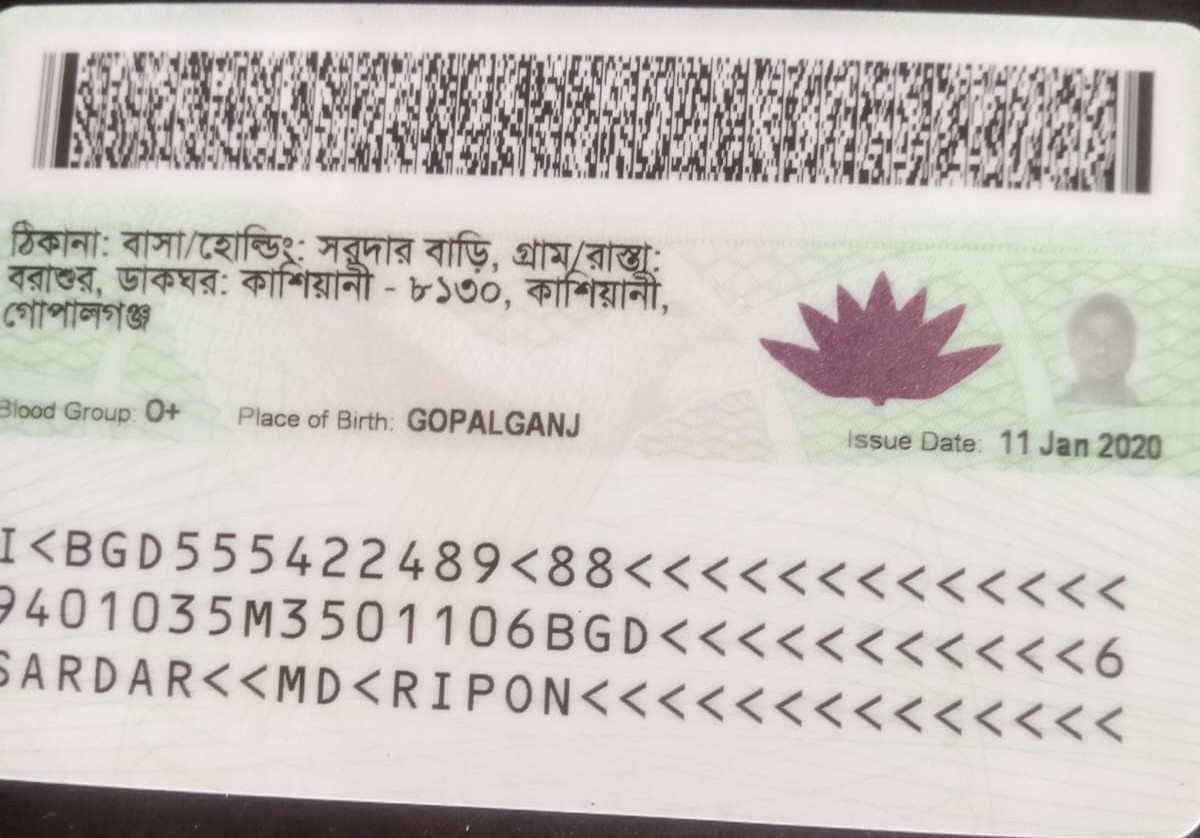 ঠিকানা: বাসা/হোল্ডিং: সরদার বাড়ি, গ্রাম/রাস্তা:
বরাশুর, ডাকঘর: কাশিয়ানী - ৮১৩০, কাশিয়ানী,
গোপালগঞ্জ
Blood Group: O+ Place of Birth: GOPALGANJ Issue Date: 11 Jan 2020
I<BGD555422489<88<<<<<<<<<<<<<<
9401035M3501106BGD<<<<<<<<<<<<6
SARDAR<<MD<RIPON<<<<<<<<<<<<<<<